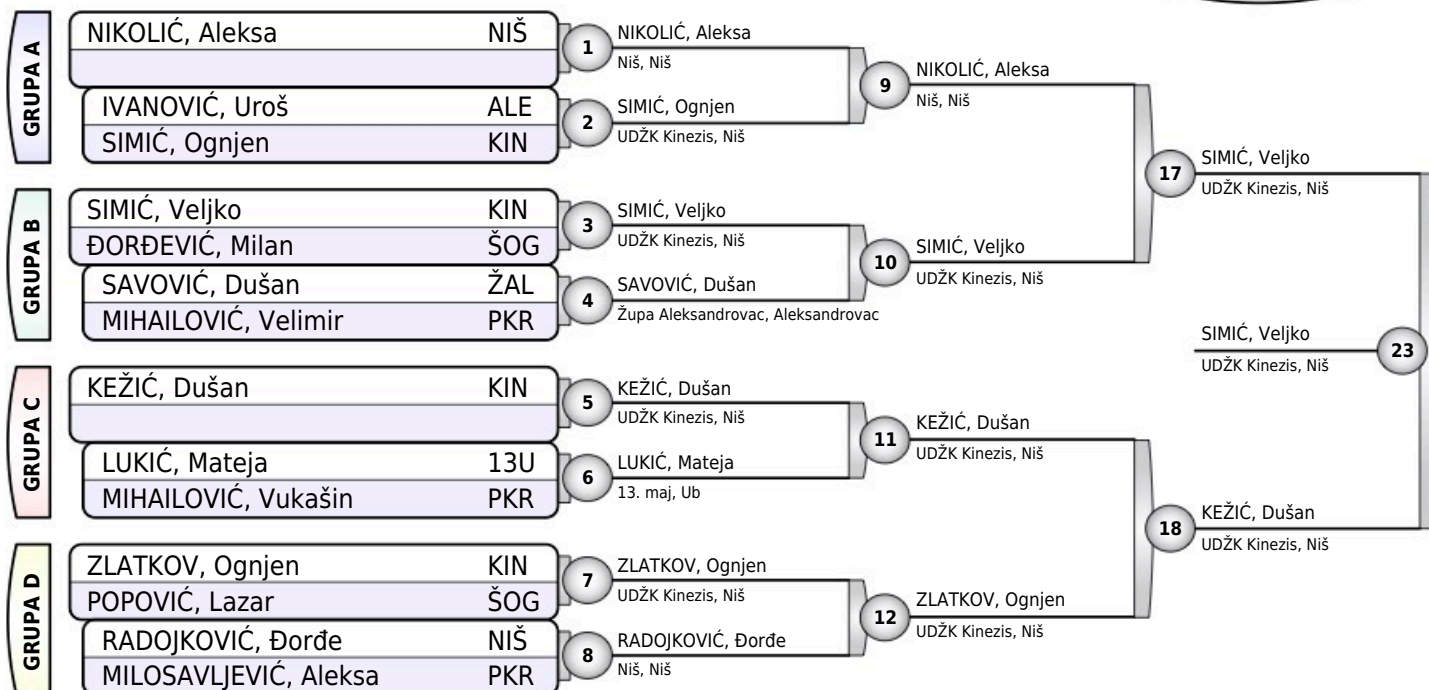 GRUPA A
NIKOLIĆ, Aleksa NIŠ
IVANOVIĆ, Uroš ALE
SIMIĆ, Ognjen KIN
GRUPA B
SIMIĆ, Veljko KIN
ĐORĐEVIĆ, Milan ŠOG
SAVOVIĆ, Dušan ŽAL
MIHAILOVIĆ, Velimir PKR
GRUPA C
KEŽIĆ, Dušan KIN
LUKIĆ, Mateja 13U
MIHAILOVIĆ, Vukašin PKR
GRUPA D
ZLATKOV, Ognjen KIN
POPOVIĆ, Lazar ŠOG
RADOJKOVIĆ, Đorđe NIŠ
MILOSAVLJEVIĆ, Aleksa PKR
1 NIKOLIĆ, Aleksa
Niš, Niš
2 SIMIĆ, Ognjen
UDŽK Kinezis, Niš
3 SIMIĆ, Veljko
UDŽK Kinezis, Niš
4 SAVOVIĆ, Dušan
Župa Aleksandrovac, Aleksandrovac
5 KEŽIĆ, Dušan
UDŽK Kinezis, Niš
6 LUKIĆ, Mateja
13. maj, Ub
7 ZLATKOV, Ognjen
UDŽK Kinezis, Niš
8 RADOJKOVIĆ, Đorđe
Niš, Niš
9 NIKOLIĆ, Aleksa
Niš, Niš
10 SIMIĆ, Veljko
UDŽK Kinezis, Niš
11 KEŽIĆ, Dušan
UDŽK Kinezis, Niš
12 ZLATKOV, Ognjen
UDŽK Kinezis, Niš
17 SIMIĆ, Veljko
UDŽK Kinezis, Niš
SIMIĆ, Veljko 23
UDŽK Kinezis, Niš
18 KEŽIĆ, Dušan
UDŽK Kinezis, Niš